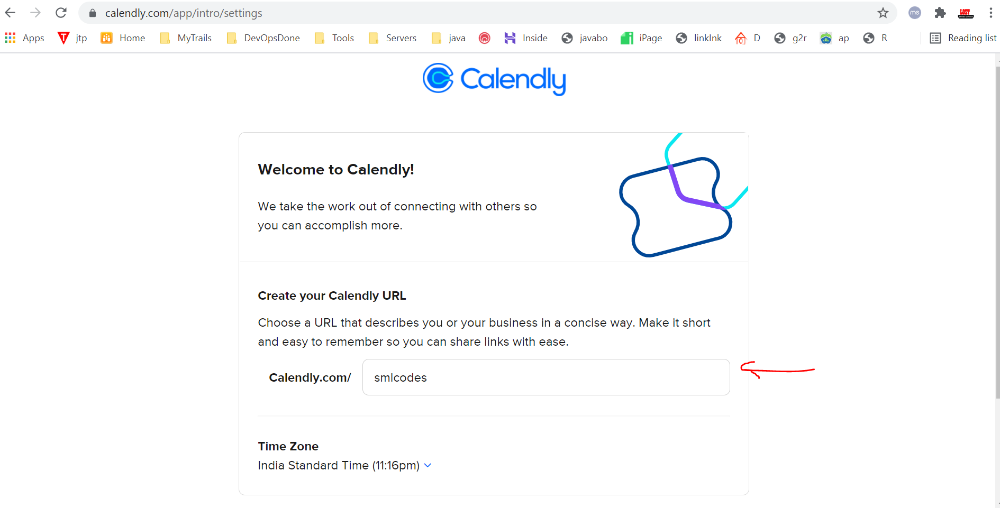 calendly.com/app/intro/settings
me
LOST
Apps jtp Home MyTrails DevOpsDone Tools Servers java Inside javabo iPage linkInk D g2r ap R Reading list
Calendly
Welcome to Calendly!
We take the work out of connecting with others so
you can accomplish more.
Create your Calendly URL
Choose a URL that describes you or your business in a concise way. Make it short
and easy to remember so you can share links with ease.
Calendly.com/ smlcodes
Time Zone
India Standard Time (11:16pm)